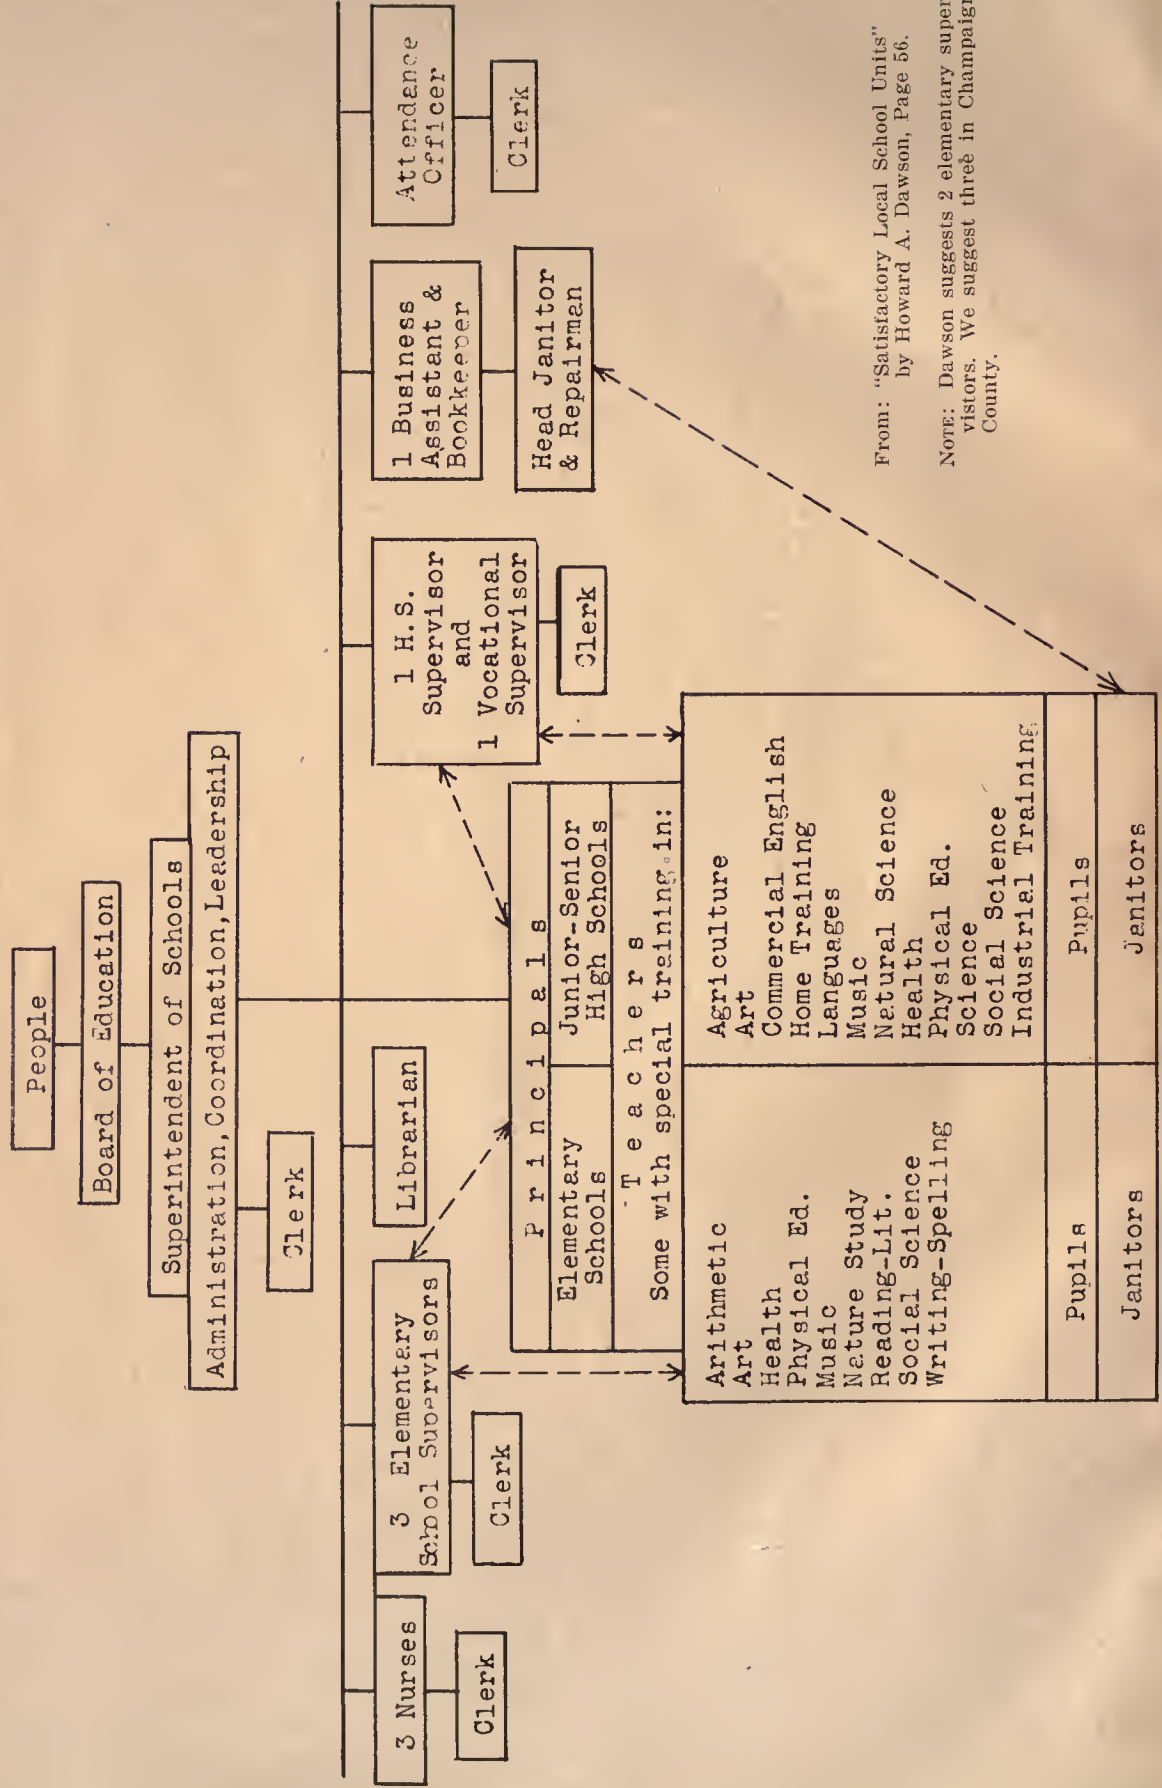 People
Board of Education
Superintendent of Schools
Administration,Coordination,Leadership
Clerk
3 Nurses
Clerk
3 Elementary
School Supervisors
Clerk
Librarian
1 H.S.
Supervisor
and
1 Vocational
Supervisor
Clerk
1 Business
Assistant &
Bookkeeper
Head Janitor
& Repairman
Attendance
Officer
Clerk
Principals
Elementary
Schools
Junior-Senior
High Schools
Teachers
Some with special training in:
Arithmetic
Art
Health
Physical Ed.
Music
Nature Study
Reading-Lit.
Social Science
Writing-Spelling
Agriculture
Art
Commercial English
Home Training
Languages
Music
Natural Science
Health
Physical Ed.
Science
Social Science
Industrial Training
Pupils
Pupils
Janitors
Janitors
From: "Satisfactory Local School Units"
by Howard A. Dawson, Page 56.
NOTE: Dawson suggests 2 elementary super
vistors. We suggest three in Champaign
County.